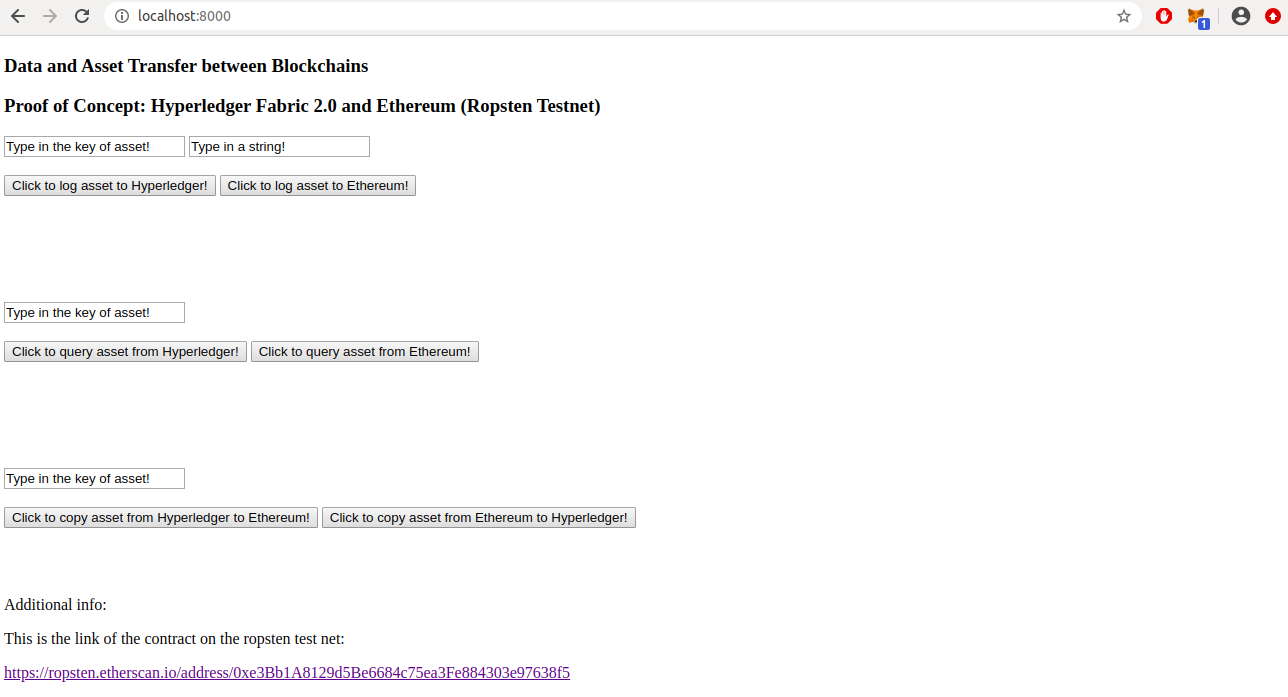 localhost:8000
1
Data and Asset Transfer between Blockchains
Proof of Concept: Hyperledger Fabric 2.0 and Ethereum (Ropsten Testnet)
Type in the key of asset! Type in a string!
Click to log asset to Hyperledger! Click to log asset to Ethereum!
Type in the key of asset!
Click to query asset from Hyperledger! Click to query asset from Ethereum!
Type in the key of asset!
Click to copy asset from Hyperledger to Ethereum! Click to copy asset from Ethereum to Hyperledger!
Additional info:
This is the link of the contract on the ropsten test net:
https://ropsten.etherscan.io/address/0xe3Bb1A8129d5Be6684c75ea3Fe884303e97638f5